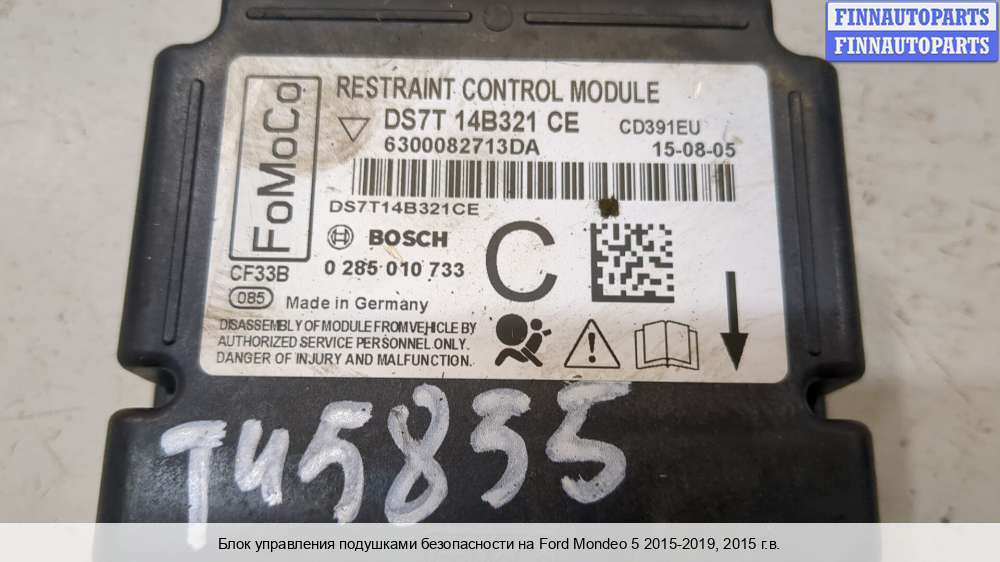 FINNAUTOPARTS
FINNAUTOPARTS
FoMoCo
RESTRAINT CONTROL MODULE
DS7T 14B321 CE CD391EU
6300082713DA 15-08-05
DS7T14B321CE
BOSCH
C
CF33B 0 285 010 733
085 Made in Germany
DISASSEMBLY OF MODULE FROM VEHICLE BY
AUTHORIZED SERVICE PERSONNEL ONLY.
DANGER OF INJURY AND MALFUNCTION.
T45835
Блок управления подушками безопасности на Ford Mondeo 5 2015-2019, 2015 г.в.